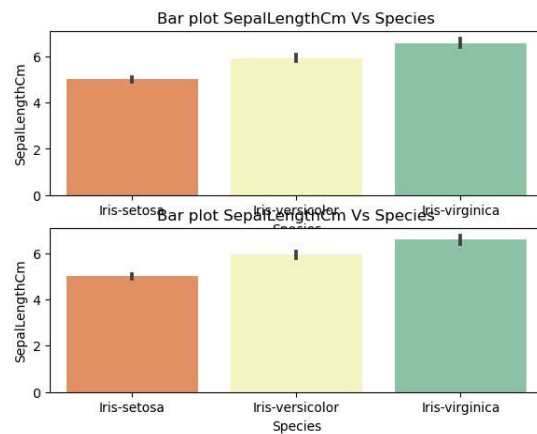 Bar plot SepalLengthCm Vs Species
6
4
2
0
SepalLengthCm
Iris-setosa Iris-versicolor Iris-virginica
Species
Bar plot SepalLengthCm Vs Species
6
4
2
0
SepalLengthCm
Iris-setosa Iris-versicolor Iris-virginica
Species